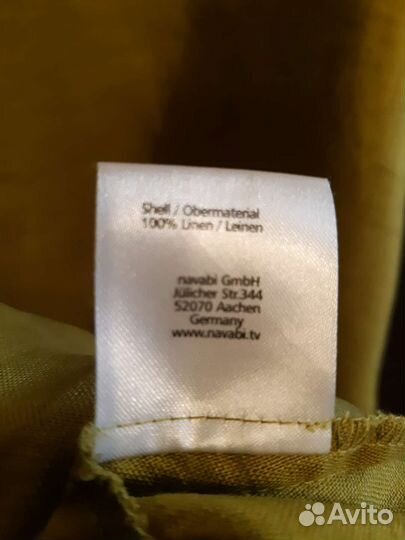 Shell / Obermaterial
100% Linen / Leinen
navabi GmbH
Jülicher Str.344
52070 Aachen
Germany
www.navabi.tv
Avito